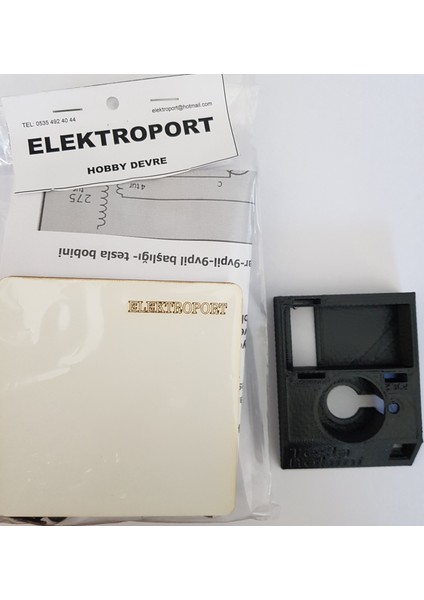 TEL: 0535 492 40 44
elektroport@hotmail.com
ELEKTROPORT
HOBBY DEVRE
C
4 tur
275
tur
ar-9vpil-9vpil başlığı- tesla bobini
ELEKTROPORT